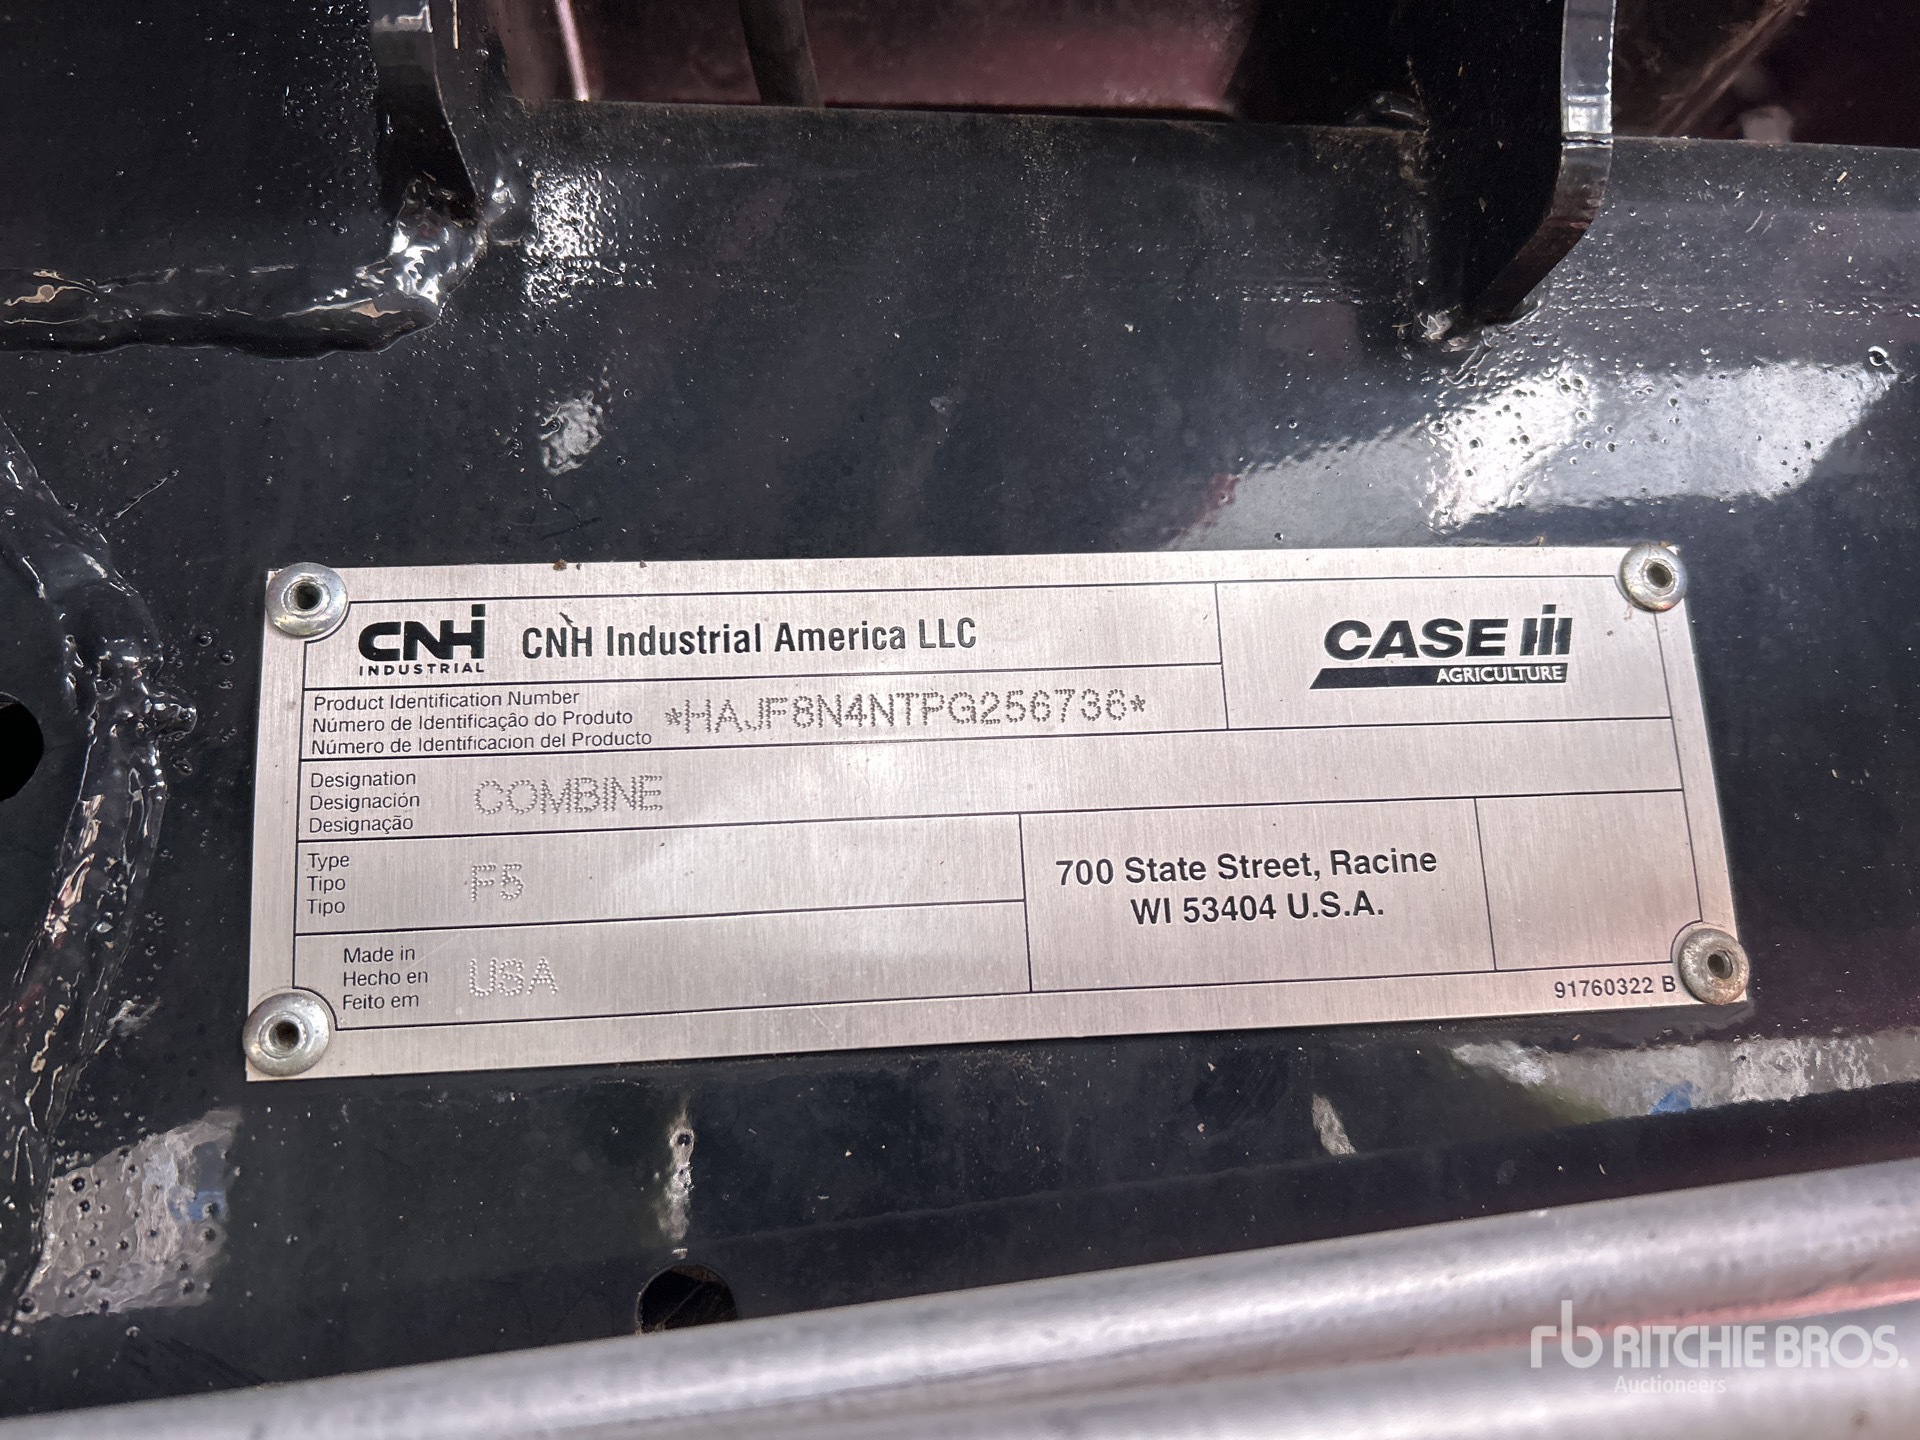 CNH
INDUSTRIAL
CNH Industrial America LLC
CASE IH
AGRICULTURE
Product Identification Number
Número de Identificação do Produto
Número de Identificacion del Producto
*HAJF8N4NTPG256736*
Designation
Designación
Designação
COMBINE
Type
Tipo
Tipo
F5
700 State Street, Racine
WI 53404 U.S.A.
Made in
Hecho en
Feito em
USA
91760322 B
rb RITCHIE BROS.
Auctioneers